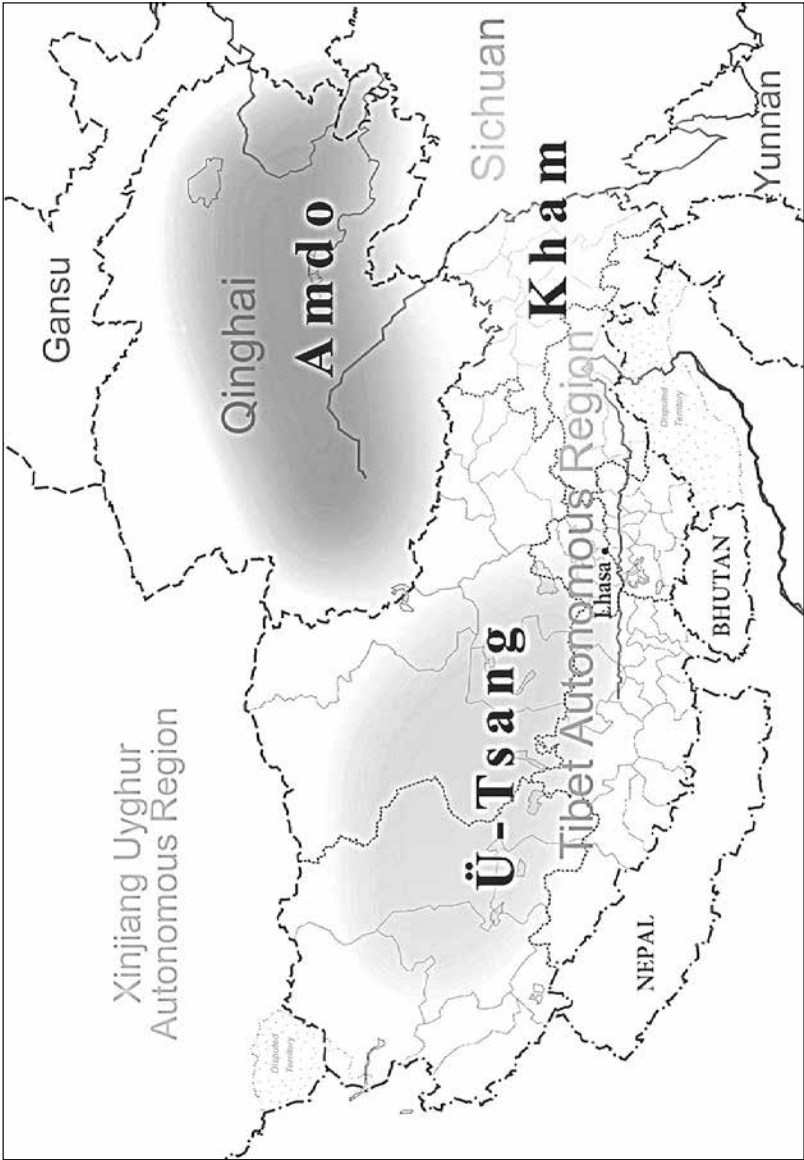 Xinjiang Uyghur
Autonomous Region
Gansu
Qinghai
Amdo
Sichuan
Kham
Yunnan
Ü-Tsang
Tibet Autonomous Region
Lhasa
NEPAL
BHUTAN
Disputed
Territory
Disputed
Territory